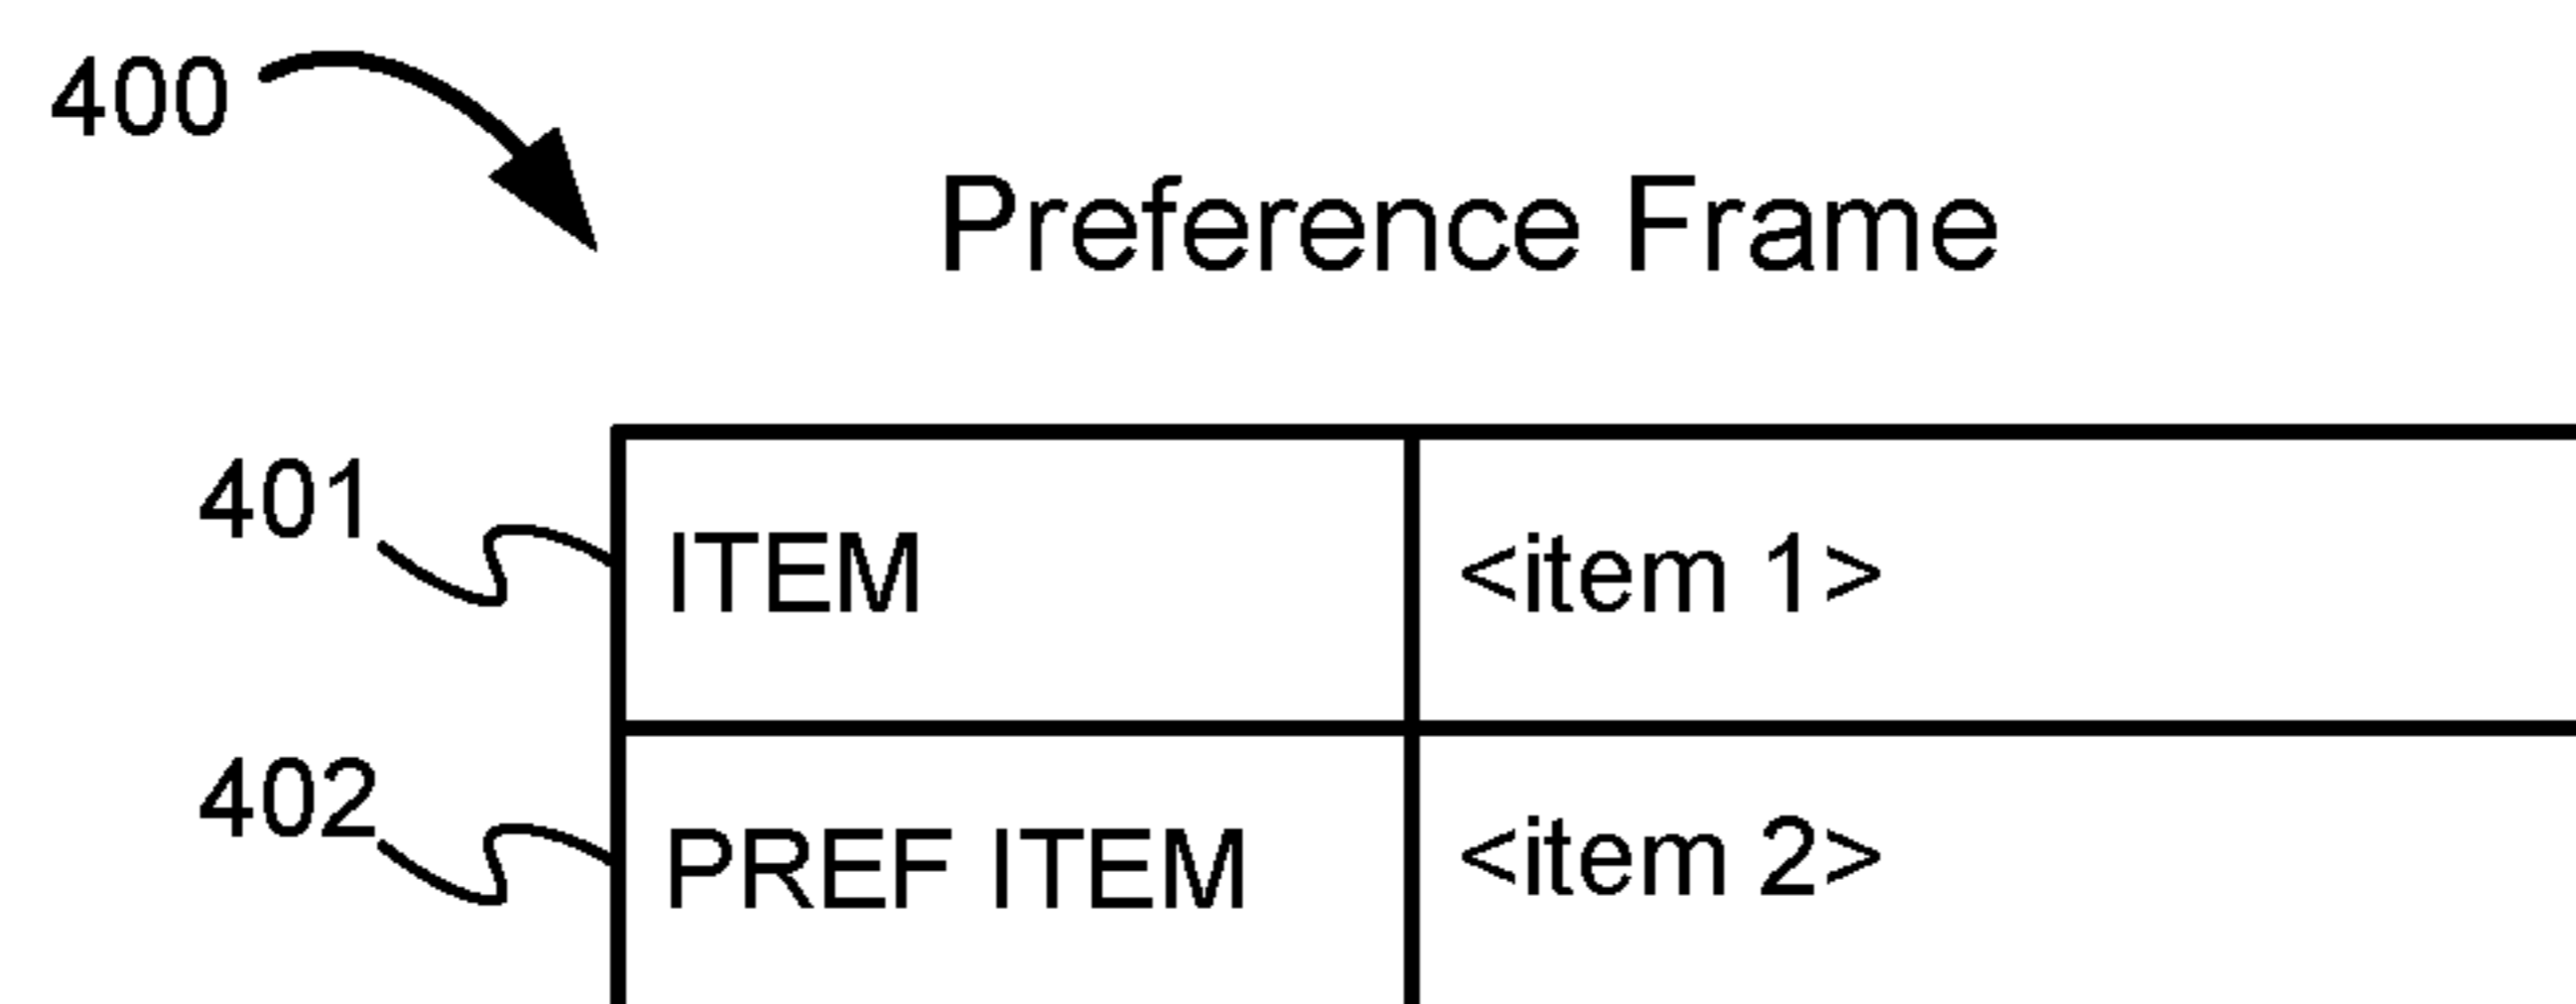 400
Preference Frame
401
ITEM
<item 1>
402
PREF ITEM
<item 2>